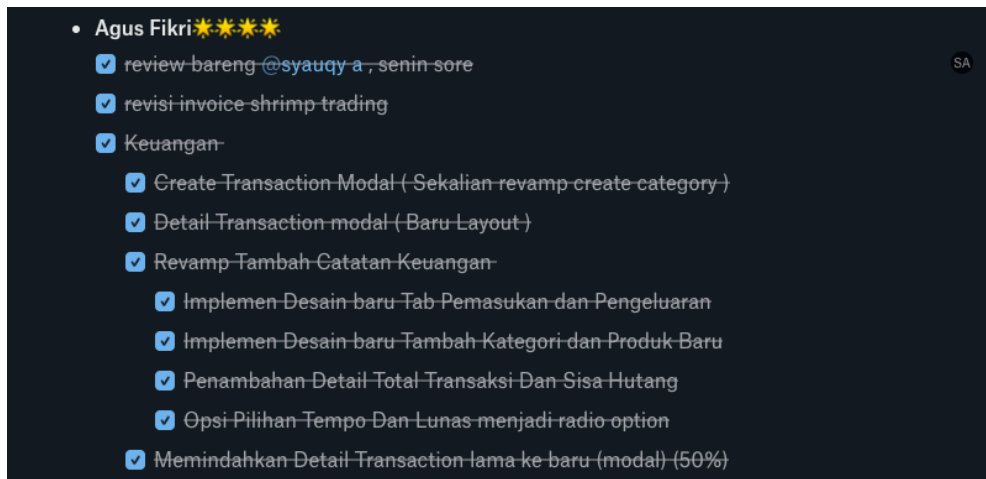 Agus Fikri🌟🌟🌟🌟
review bareng @syauqy a , senin sore
SA
revisi invoice shrimp trading
Keuangan
Create Transaction Modal ( Sekalian revamp create category )
Detail Transaction modal ( Baru Layout )
Revamp Tambah Catatan Keuangan
Implemen Desain baru Tab Pemasukan dan Pengeluaran
Implemen Desain baru Tambah Kategori dan Produk Baru
Penambahan Detail Total Transaksi Dan Sisa Hutang
Opsi Pilihan Tempo Dan Lunas menjadi radio option
Memindahkan Detail Transaction lama ke baru (modal) (50%)